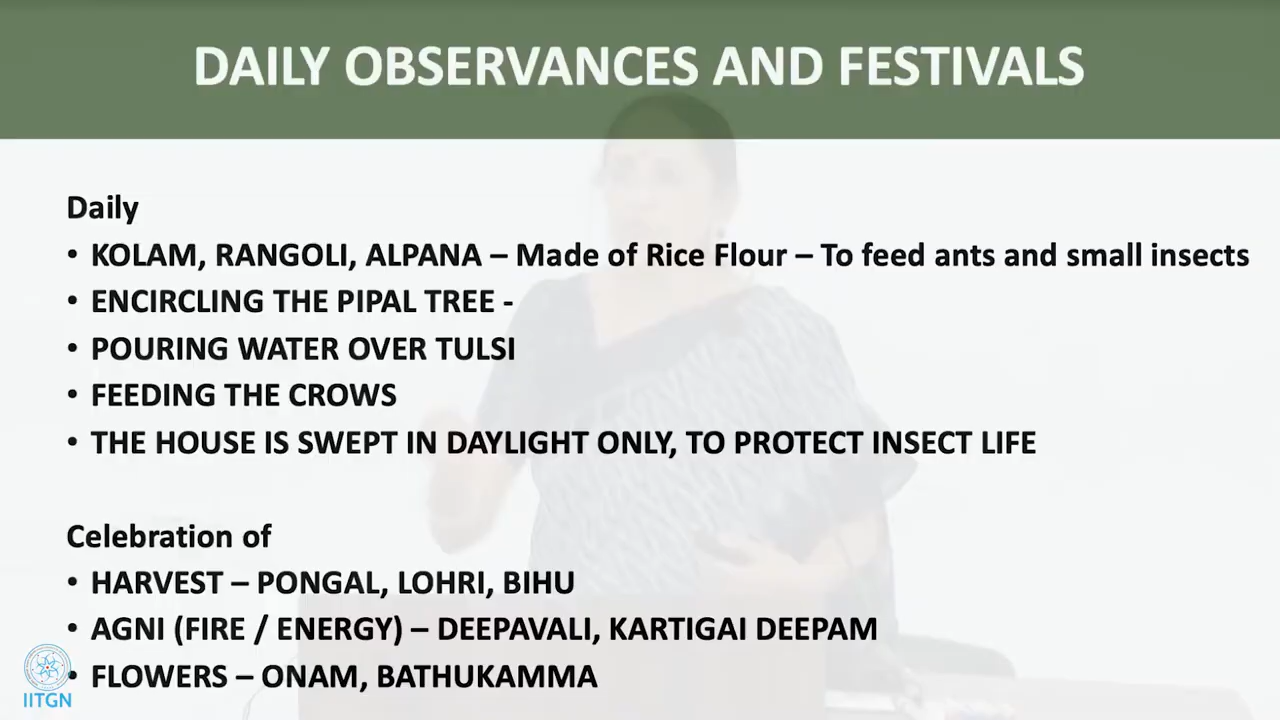 DAILY OBSERVANCES AND FESTIVALS
Daily
• KOLAM, RANGOLI, ALPANA – Made of Rice Flour – To feed ants and small insects
• ENCIRCLING THE PIPAL TREE -
• POURING WATER OVER TULSI
• FEEDING THE CROWS
• THE HOUSE IS SWEPT IN DAYLIGHT ONLY, TO PROTECT INSECT LIFE
Celebration of
• HARVEST – PONGAL, LOHRI, BIHU
• AGNI (FIRE / ENERGY) – DEEPAVALI, KARTIGAI DEEPAM
• FLOWERS – ONAM, BATHUKAMMA
IITGN